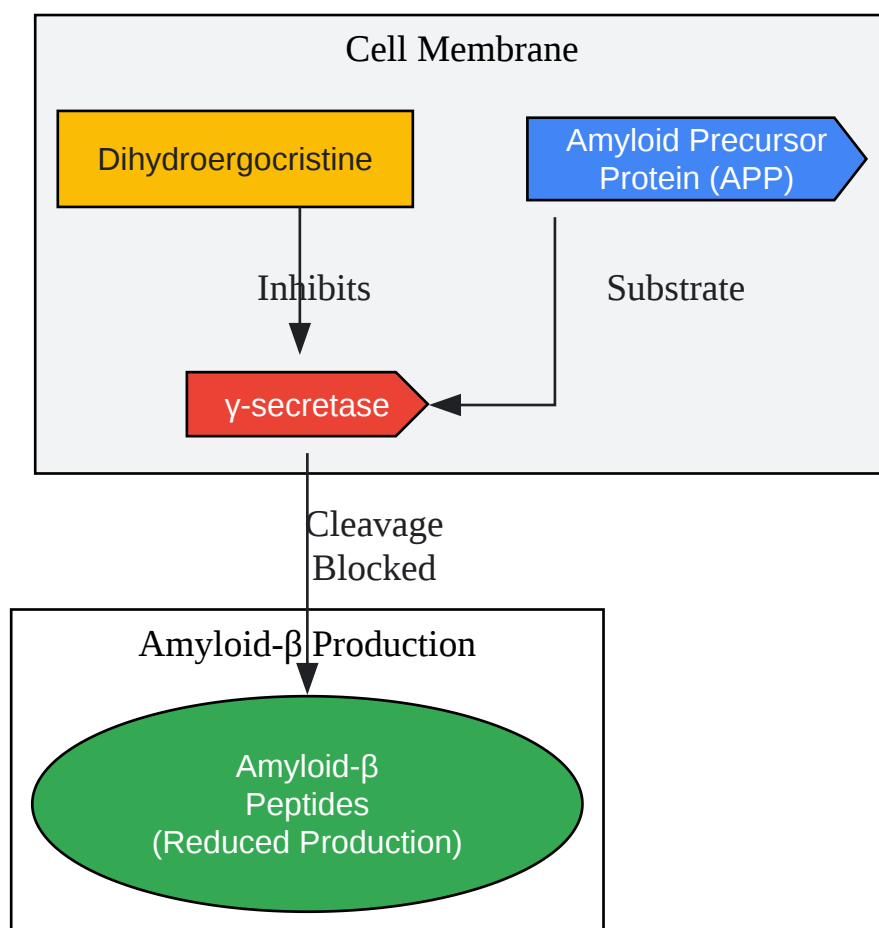 Cell Membrane
Dihydroergocristine
Amyloid Precursor
Protein (APP)
Inhibits
Substrate
γ-secretase
Cleavage
Blocked
Amyloid-β Production
Amyloid-β
Peptides
(Reduced Production)